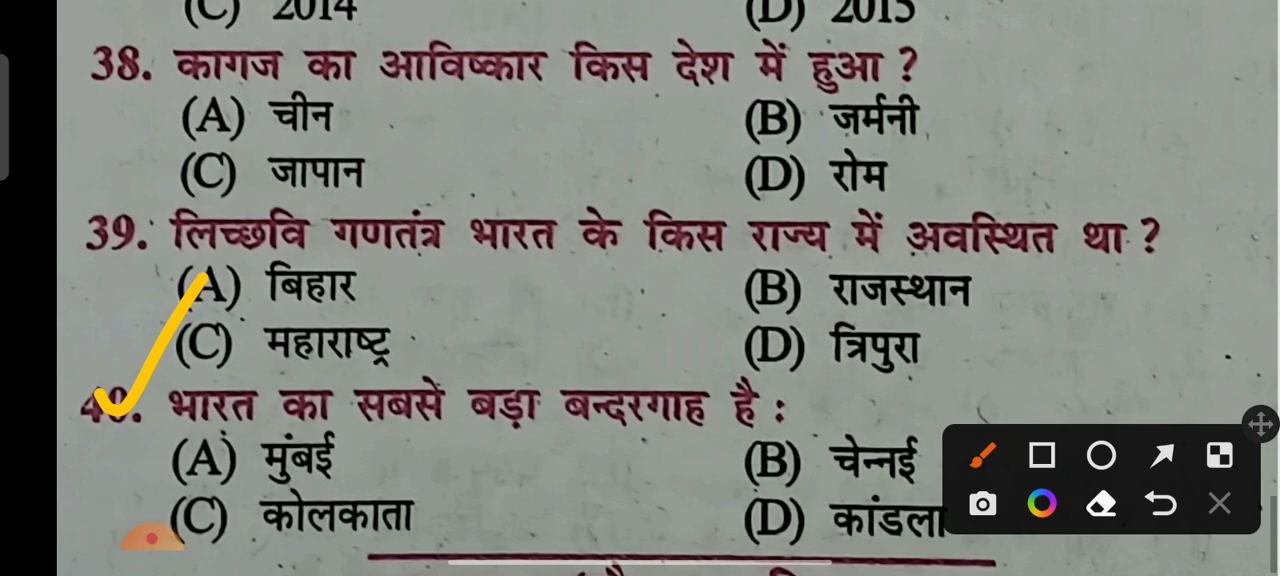 (C) 2014 (D) 2015
38. कागज का आविष्कार किस देश में हुआ ?
(A) चीन (B) जर्मनी
(C) जापान (D) रोम
39. लिच्छवि गणतंत्र भारत के किस राज्य में अवस्थित था ?
(A) बिहार (B) राजस्थान
(C) महाराष्ट्र (D) त्रिपुरा
40. भारत का सबसे बड़ा बन्दरगाह है :
(A) मुंबई (B) चेन्नई
(C) कोलकाता (D) कांडला